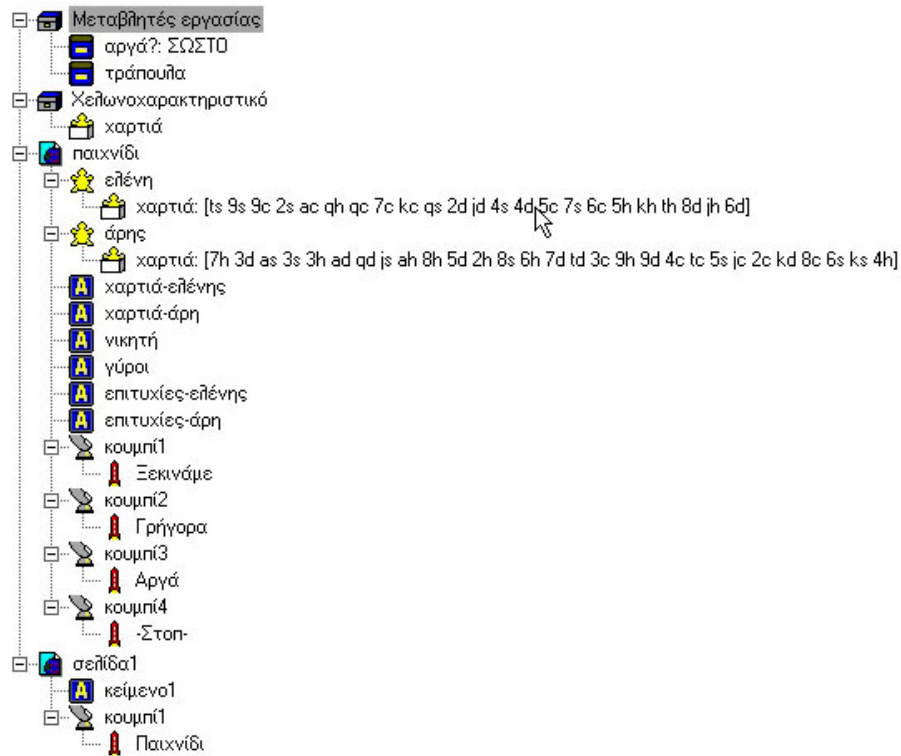 Μεταβλητές εργασίας
αργά?: ΣΩΣΤΟ
τράπουλα
Χελωνοχαρακτηριστικό
χαρτιά
παιχνίδι
ελένη
χαρτιά: [ts 9s 9c 2s ac qh qc 7c kc qs 2d jd 4s 4d 5c 7s 6c 5h kh th 8d jh 6d]
άρης
χαρτιά: [7h 3d as 3s 3h ad qd js ah 8h 5d 2h 8s 6h 7d td 3c 9h 9d 4c tc 5s jc 2c kd 8c 6s ks 4h]
χαρτιά-ελένης
χαρτιά-άρη
νικητή
γύροι
επιτυχίες-ελένης
επιτυχίες-άρη
κουμπί1
Ξεκινάμε
κουμπί2
Γρήγορα
κουμπί3
Αργά
κουμπί4
-Στοπ-
σελίδα1
κείμενο1
κουμπί1
Παιχνίδι